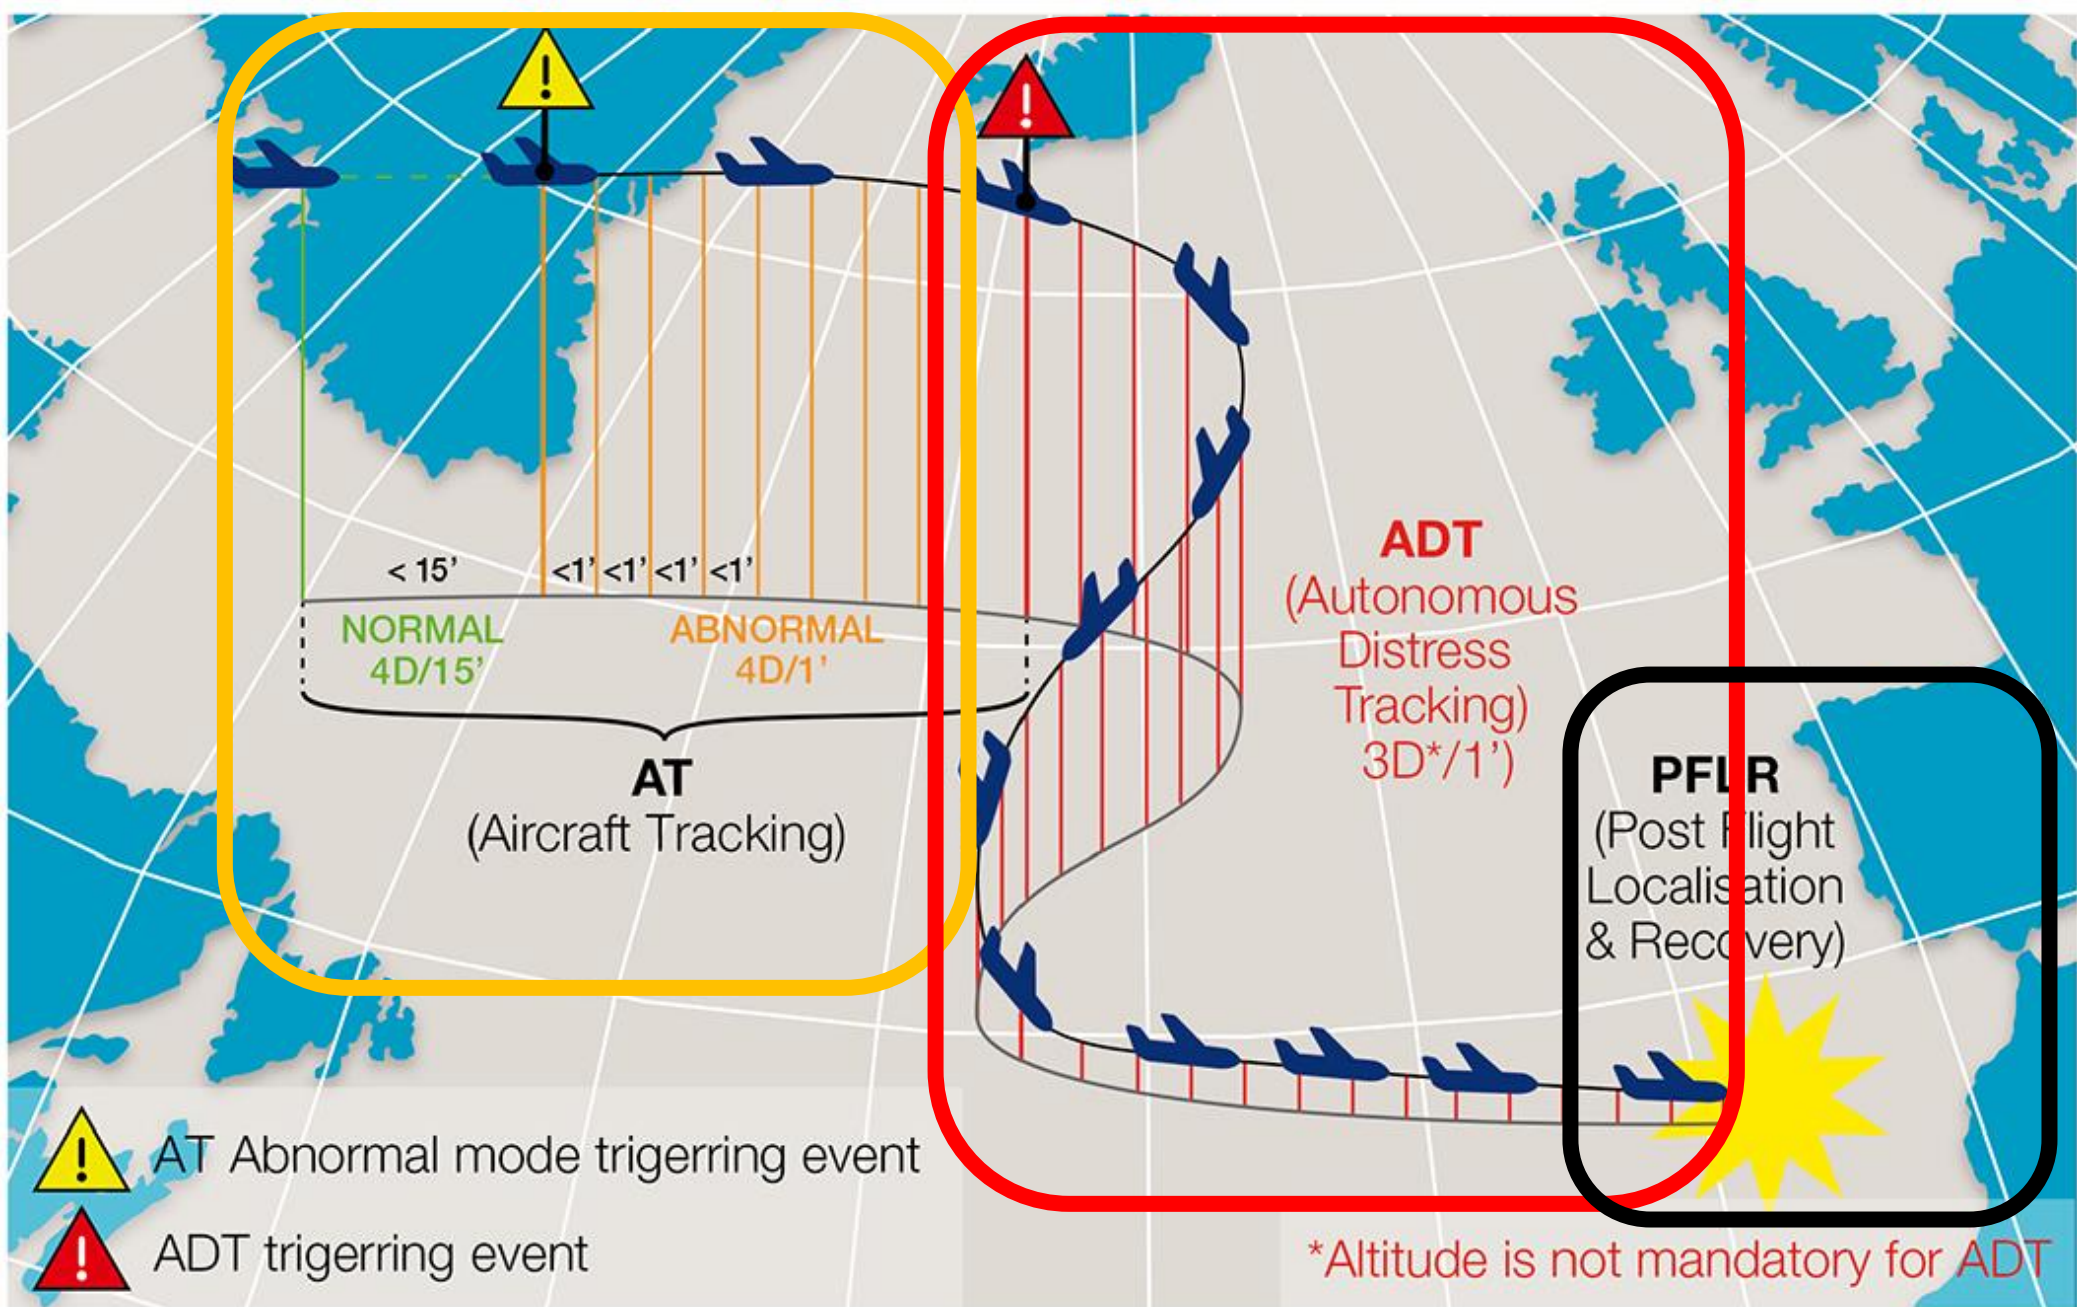 !
!
< 15’
<1’ <1’ <1’ <1’
NORMAL
4D/15’
ABNORMAL
4D/1’
AT
(Aircraft Tracking)
ADT
(Autonomous
Distress
Tracking)
3D*/1’)
PFLR
(Post Flight
Localisation
& Recovery)
! AT Abnormal mode trigerring event
! ADT trigerring event
*Altitude is not mandatory for ADT